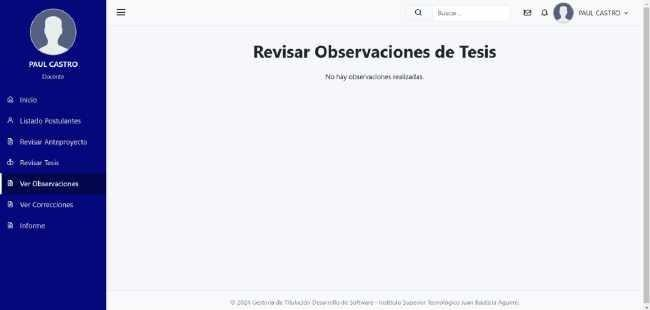 PAUL CASTRO
Docente
Inicio
Listado Postulantes
Revisar Anteproyecto
Revisar Tesis
Ver Observaciones
Ver Correcciones
Informe
Buscar...
PAUL CASTRO
Revisar Observaciones de Tesis
No hay observaciones realizadas.
© 2024 Gestoria de Titulación Desarrollo de Software - Instituto Superior Tecnológico Juan Bautista Aguirre.